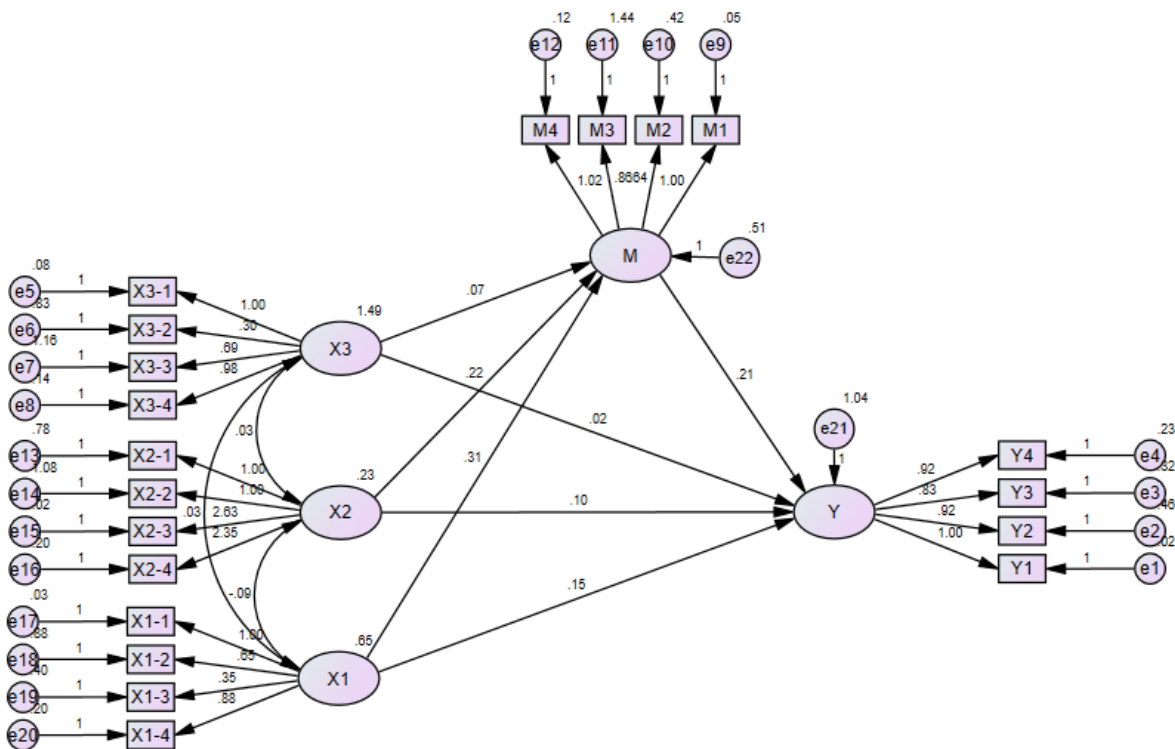 .12 1.44 .42 .05
e12 e11 e10 e9
1 1 1 1
M4 M3 M2 M1
1.02 .86 .64 1.00
.51
M 1 e22
.08
e5 1 X3-1
1.00
.07
.83
e6 1 X3-2
.30
1.49
1.16
e7 1 X3-3
.69
X3
.14
e8 1 X3-4
.98
.22
.21
.02
1.04
.78
e13 1 X2-1
.03
1.00
.31
e21
1
.23
Y4 1 e4
.92
1.08
e14 1 X2-2
1.00
.23
.83
Y3 1 e3
.02
e15 1 X2-3
.03 2.63
X2
.10
Y
.92
.46
Y2 1 e2
.20
e16 1 X2-4
2.35
1.00
.02
Y1 1 e1
-.09
.15
.03
e17 1 X1-1
1.00
.65
.88
e18 1 X1-2
.65
.40
e19 1 X1-3
.35
X1
.20
e20 1 X1-4
.88